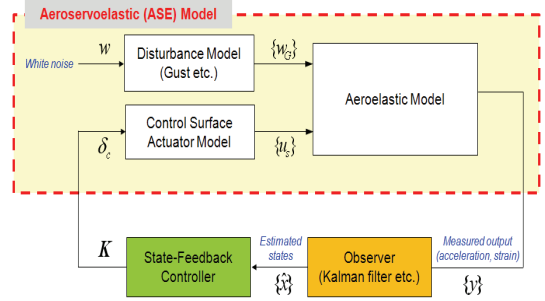 Aeroservoelastic (ASE) Model
w
White noise
Disturbance Model
(Gust etc.)
{w_G}
Aeroelastic Model
δ_c
Control Surface
Actuator Model
{u_s}
K
State-Feedback
Controller
Estimated
states
{x̂}
Observer
(Kalman filter etc.)
Measured output
(acceleration, strain)
{y}